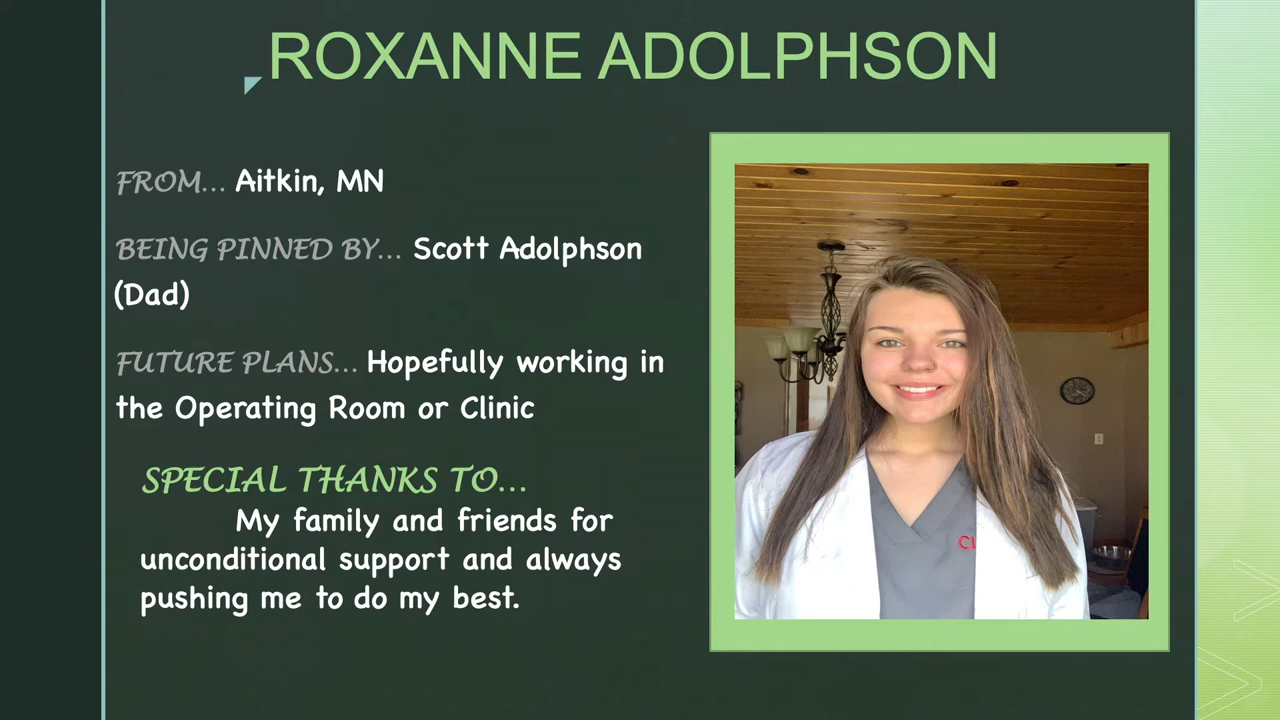 ROXANNE ADOLPHSON
FROM... Aitkin, MN
BEING PINNED BY... Scott Adolphson
(Dad)
FUTURE PLANS... Hopefully working in
the Operating Room or Clinic
SPECIAL THANKS TO...
My family and friends for
unconditional support and always
pushing me to do my best.